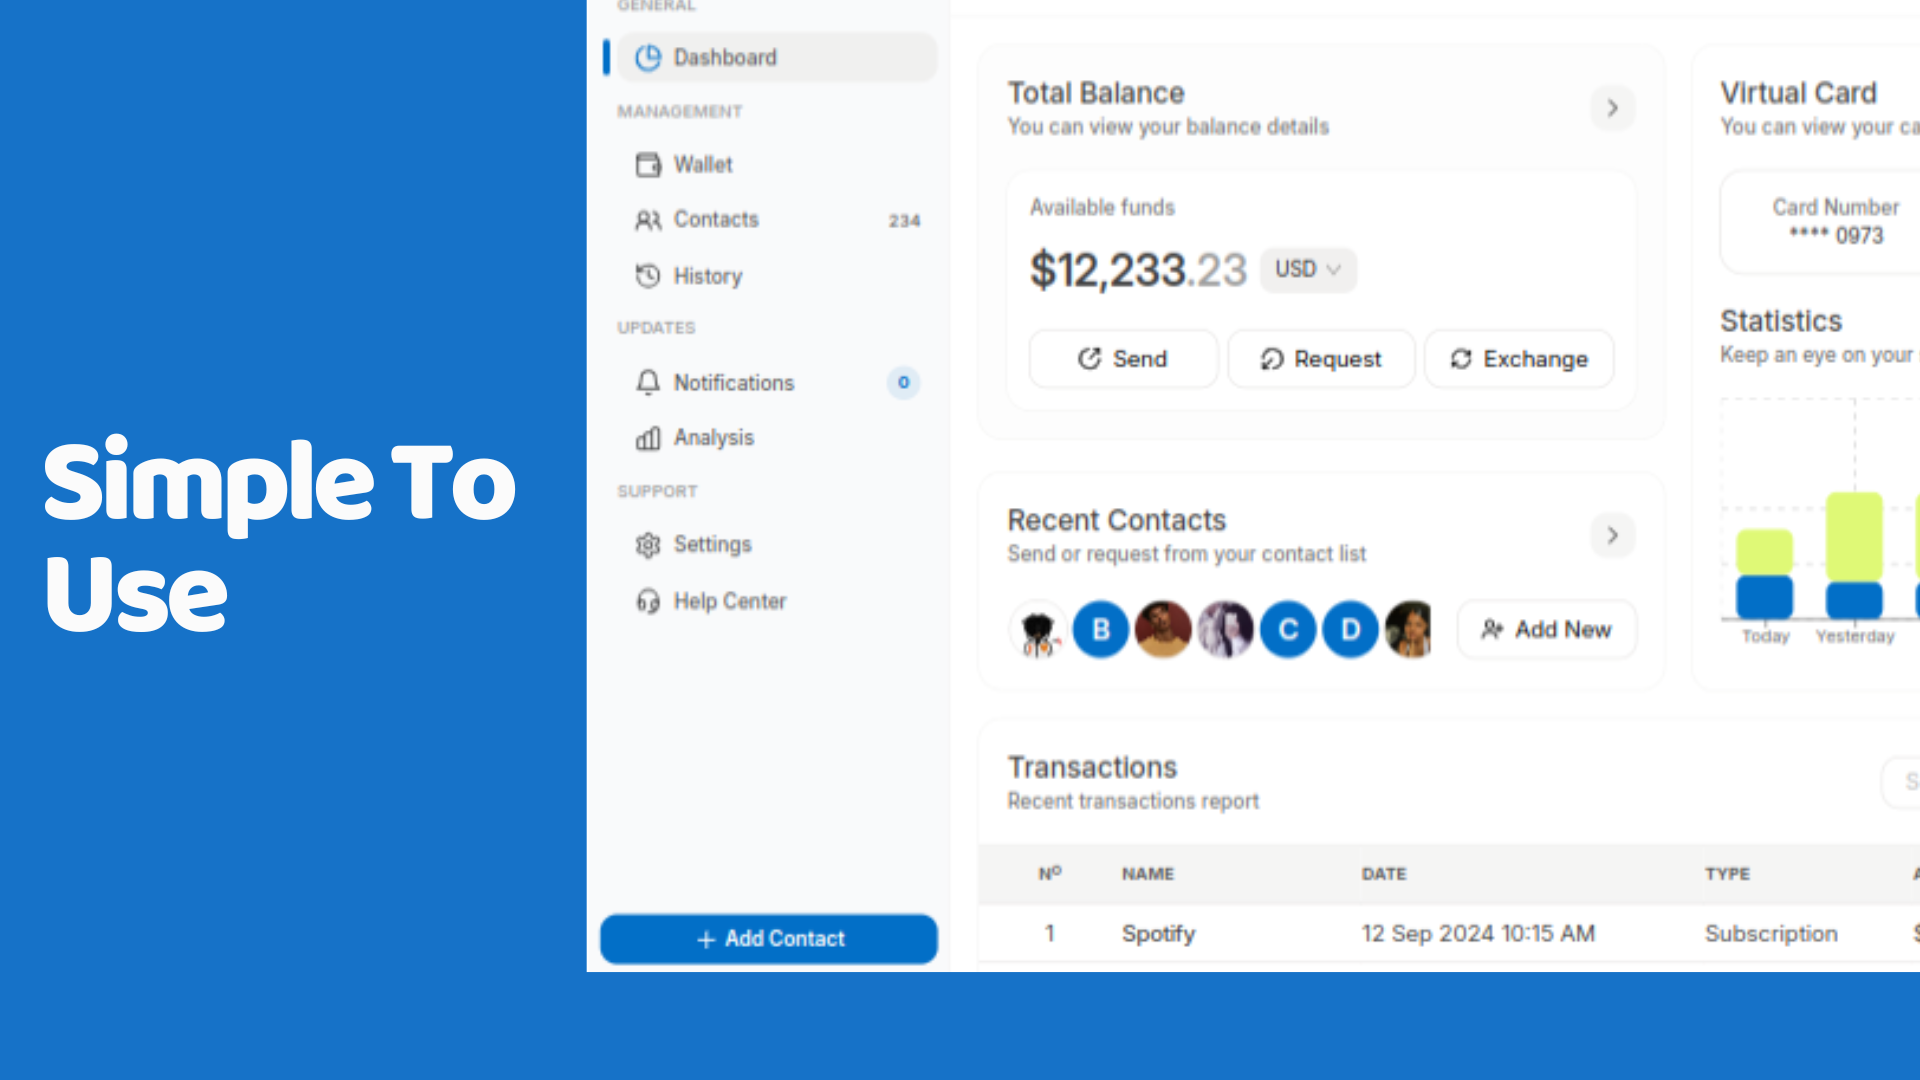 Simple To
Use
GENERAL
Dashboard
MANAGEMENT
Wallet
Contacts 234
History
UPDATES
Notifications 0
Analysis
SUPPORT
Settings
Help Center
+ Add Contact
Total Balance
You can view your balance details
Available funds
$12,233.23 USD
Send Request Exchange
Recent Contacts
Send or request from your contact list
B C D Add New
Virtual Card
You can view your ca
Card Number
**** 0973
Statistics
Keep an eye on your
Today Yesterday
Transactions
Recent transactions report
S
Nº NAME DATE TYPE
1 Spotify 12 Sep 2024 10:15 AM Subscription $